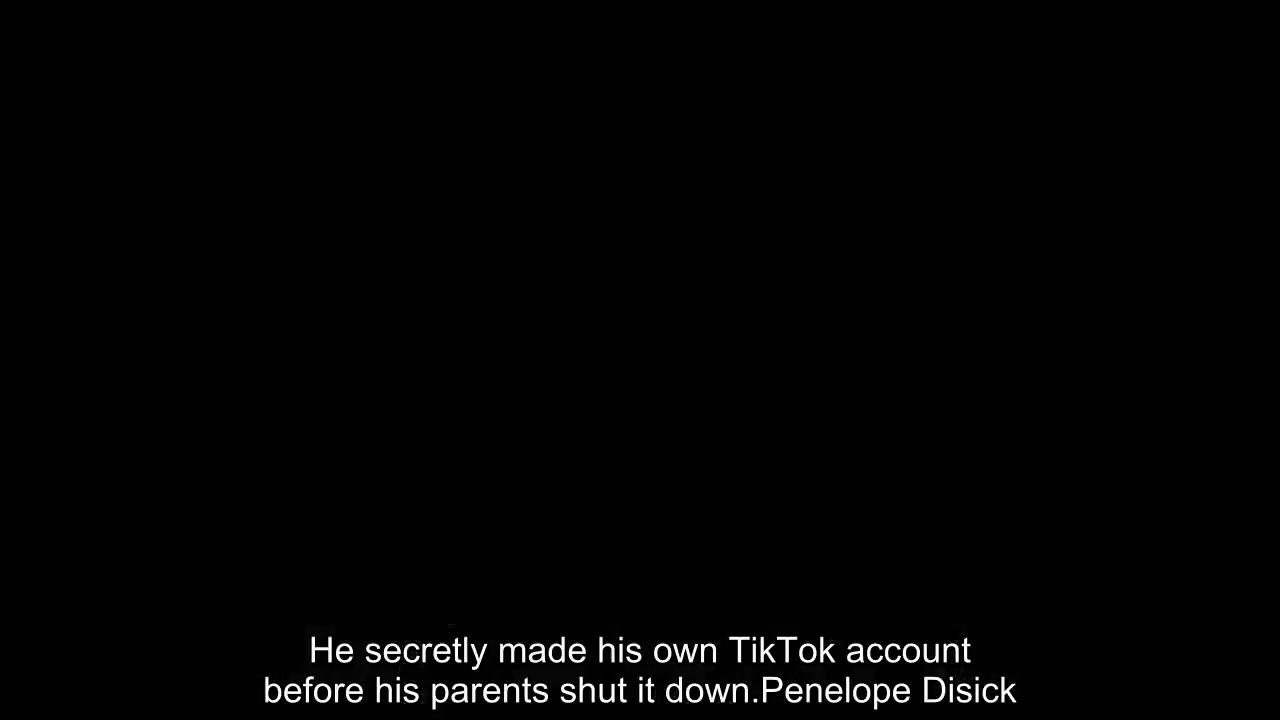 He secretly made his own TikTok account
before his parents shut it down.Penelope Disick